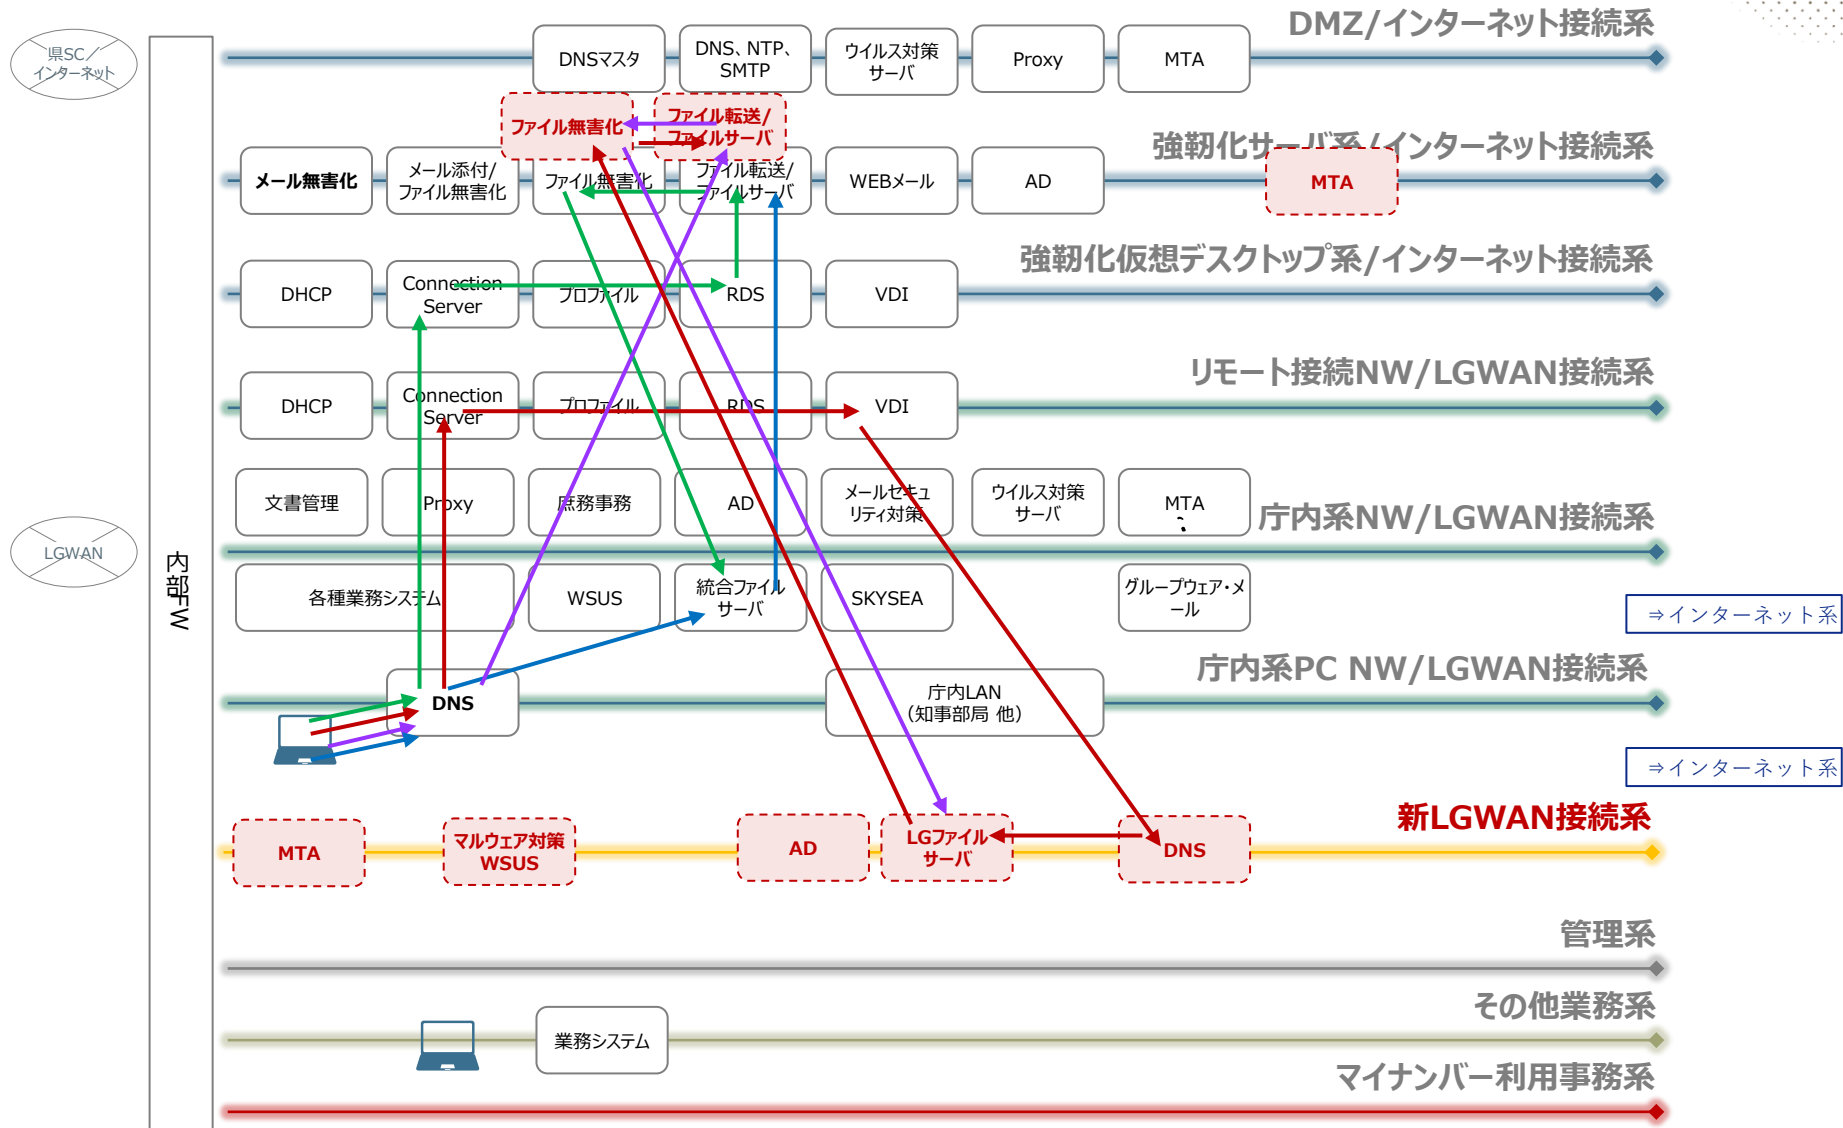 DMZ/インターネット接続系
県SC／
インターネット
DNSマスタ
DNS、NTP、
SMTP
ウイルス対策
サーバ
Proxy
MTA
ファイル無害化
ファイル転送/
ファイルサーバ
強靭化サーバ系/インターネット接続系
メール無害化
メール添付/
ファイル無害化
ファイル無害化
ファイル転送/
ファイルサーバ
WEBメール
AD
MTA
強靭化仮想デスクトップ系/インターネット接続系
DHCP
Connection
Server
プロファイル
RDS
VDI
リモート接続NW/LGWAN接続系
DHCP
Connection
Server
プロファイル
RDS
VDI
文書管理
Proxy
庶務事務
AD
メールセキュ
リティ対策
ウイルス対策
サーバ
MTA
庁内系NW/LGWAN接続系
LGWAN
内部FW
各種業務システム
WSUS
統合ファイル
サーバ
SKYSEA
グループウェア・メ
ール
⇒インターネット系
庁内系PC NW/LGWAN接続系
DNS
庁内LAN
（知事部局 他）
⇒インターネット系
新LGWAN接続系
MTA
マルウェア対策
WSUS
AD
LGファイル
サーバ
DNS
管理系
その他業務系
業務システム
マイナンバー利用事務系